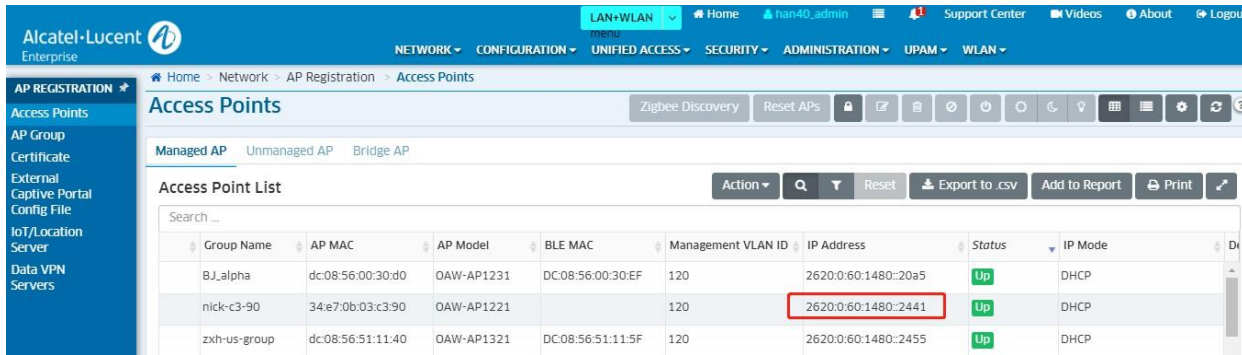 LAN+WLAN Home han40_admin Support Center Videos About Logou
menu
Alcatel·Lucent
Enterprise
NETWORK CONFIGURATION UNIFIED ACCESS SECURITY ADMINISTRATION UPAM WLAN
AP REGISTRATION
Access Points
AP Group
Certificate
External
Captive Portal
Config File
IoT/Location
Server
Data VPN
Servers
Home > Network > AP Registration > Access Points
Access Points
Zigbee Discovery Reset APs
Managed AP Unmanaged AP Bridge AP
Access Point List
Action Reset Export to .csv Add to Report Print
Search ...
Group Name AP MAC AP Model BLE MAC Management VLAN ID IP Address Status IP Mode De
BJ_alpha dc:08:56:00:30:d0 OAW-AP1231 DC:08:56:00:30:EF 120 2620:0:60:1480::20a5 Up DHCP
nick-c3-90 34:e7:0b:03:c3:90 OAW-AP1221 120 2620:0:60:1480::2441 Up DHCP
zxh-us-group dc:08:56:51:11:40 OAW-AP1321 DC:08:56:51:11:5F 120 2620:0:60:1480::2455 Up DHCP